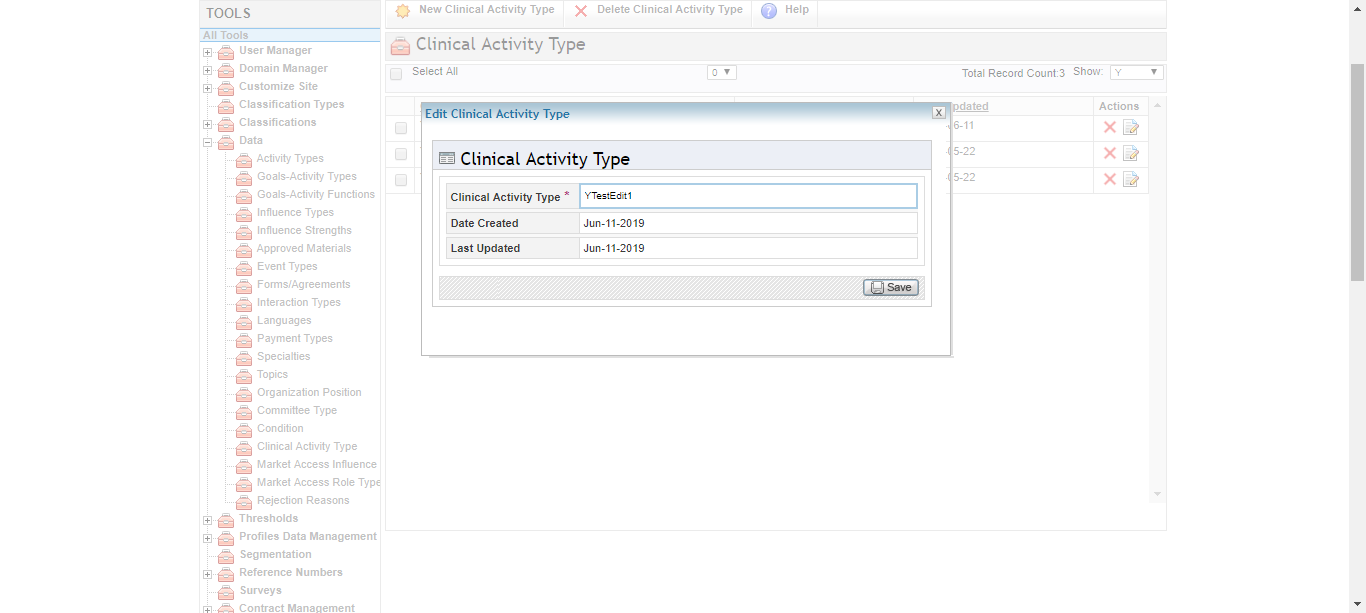 TOOLS
All Tools
User Manager
Domain Manager
Customize Site
Classification Types
Classifications
Data
Activity Types
Goals-Activity Types
Goals-Activity Functions
Influence Types
Influence Strengths
Approved Materials
Event Types
Forms/Agreements
Interaction Types
Languages
Payment Types
Specialties
Topics
Organization Position
Committee Type
Condition
Clinical Activity Type
Market Access Influence
Market Access Role Type
Rejection Reasons
Thresholds
Profiles Data Management
Segmentation
Reference Numbers
Surveys
Contract Management
New Clinical Activity Type Delete Clinical Activity Type ? Help
Clinical Activity Type
Select All 0 Total Record Count:3 Show: Y
pdated Actions
6-11
05-22
05-22
Edit Clinical Activity Type X
Clinical Activity Type
Clinical Activity Type * YTestEdit1
Date Created Jun-11-2019
Last Updated Jun-11-2019
Save